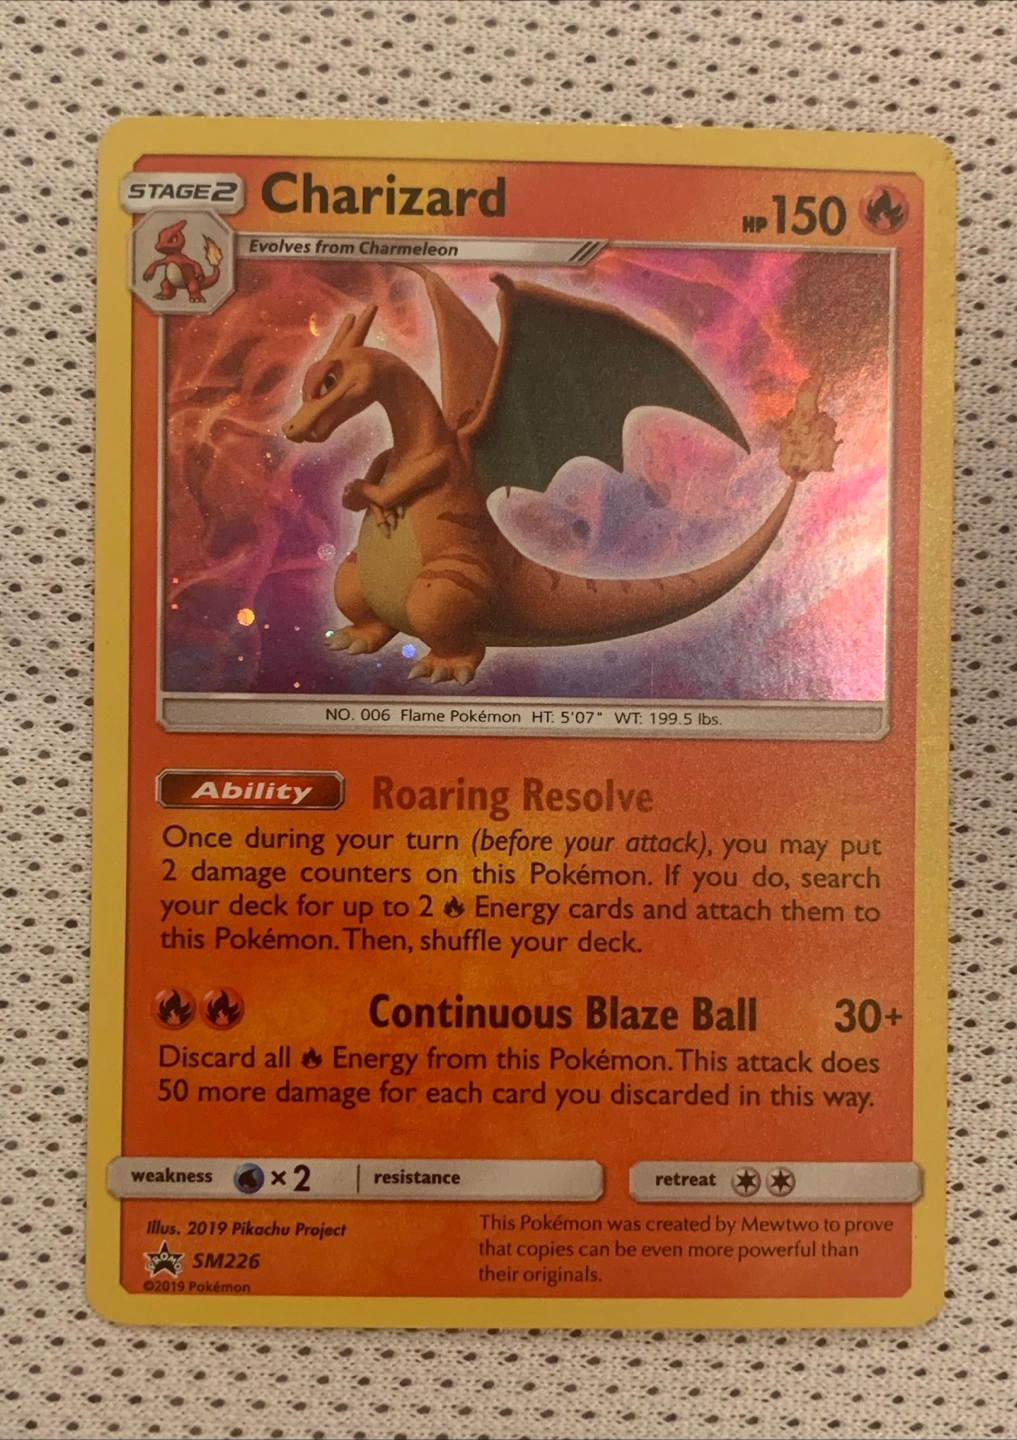 STAGE2 Charizard HP 150
Evolves from Charmeleon
NO. 006 Flame Pokémon HT: 5'07" WT: 199.5 lbs.
Ability Roaring Resolve
Once during your turn (before your attack), you may put
2 damage counters on this Pokémon. If you do, search
your deck for up to 2 Energy cards and attach them to
this Pokémon. Then, shuffle your deck.
Continuous Blaze Ball 30+
Discard all Energy from this Pokémon. This attack does
50 more damage for each card you discarded in this way.
weakness ×2 resistance retreat
Illus. 2019 Pikachu Project
PROMO SM226
©2019 Pokémon
This Pokémon was created by Mewtwo to prove
that copies can be even more powerful than
their originals.